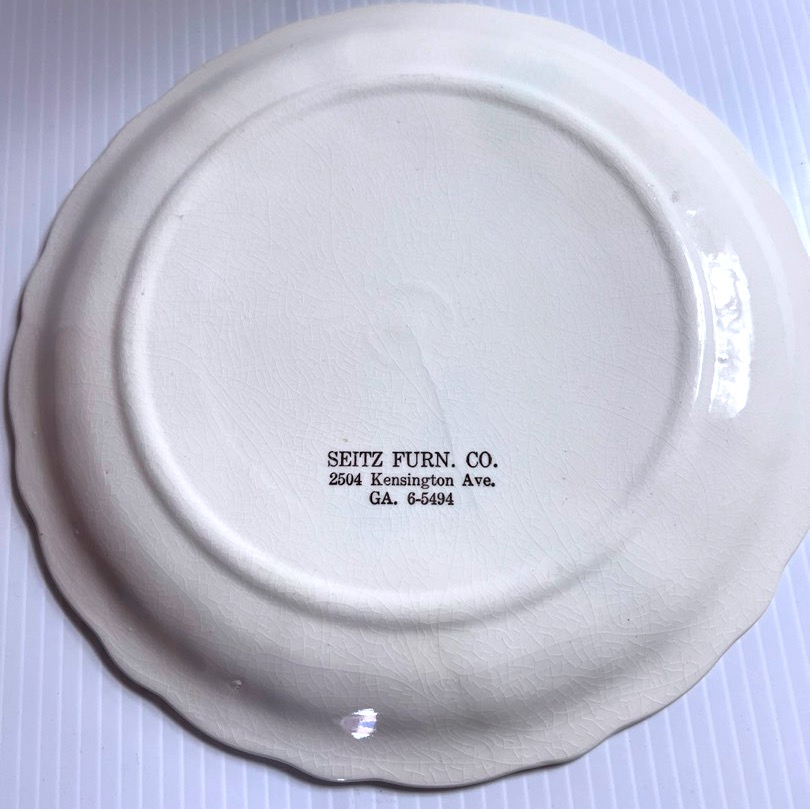 SEITZ FURN. CO.
2504 Kensington Ave.
GA. 6-5494